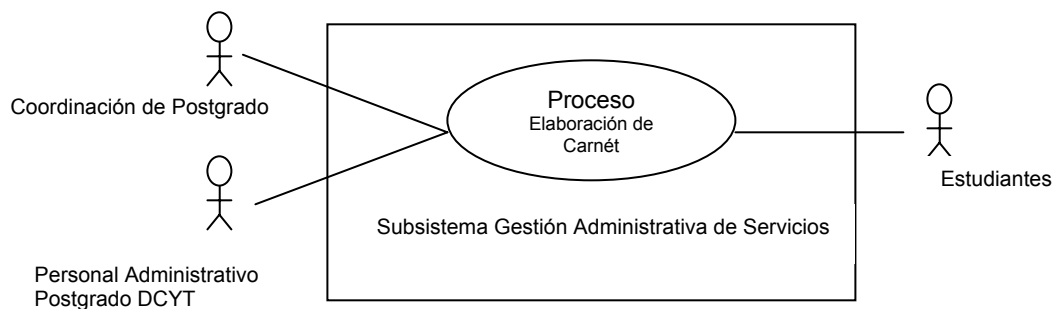 Coordinación de Postgrado
Proceso
Elaboración de
Carnét
Estudiantes
Subsistema Gestión Administrativa de Servicios
Personal Administrativo
Postgrado DCYT